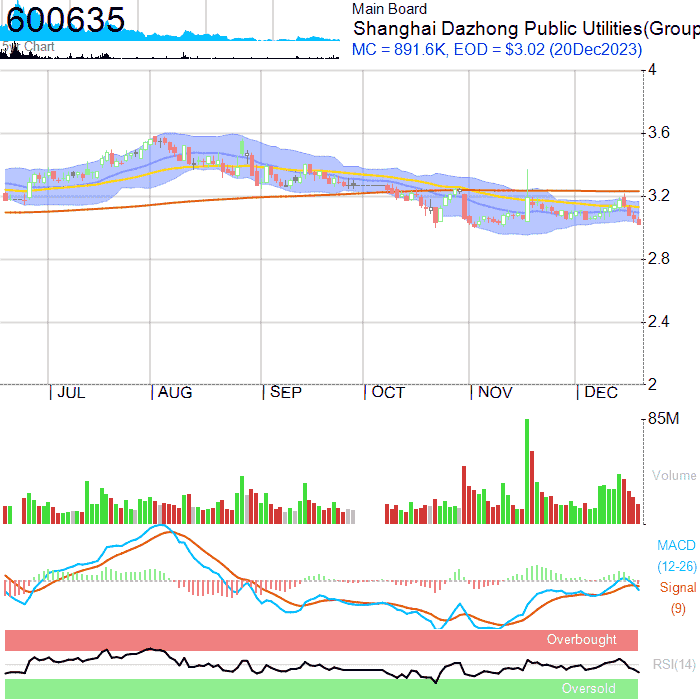 600635
5yr Chart
Main Board
Shanghai Dazhong Public Utilities(Group
MC = 891.6K, EOD = $3.02 (20Dec2023)
4
3.6
3.2
2.8
2.4
2
JUL AUG SEP OCT NOV DEC
85M
Volume
MACD
(12-26)
Signal
(9)
Overbought
RSI(14)
Oversold